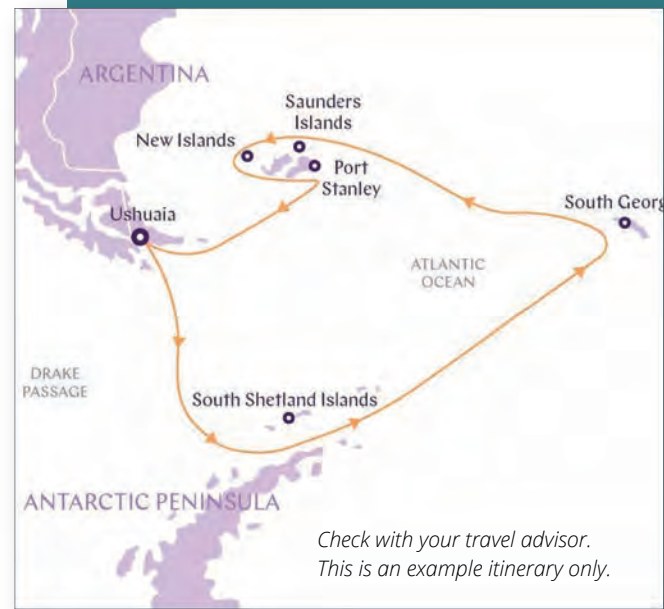 ARGENTINA
Saunders
Islands
New Islands
Port
Stanley
Ushuaia
South Georg
ATLANTIC
OCEAN
DRAKE
PASSAGE
South Shetland Islands
ANTARCTIC PENINSULA
Check with your travel advisor.
This is an example itinerary only.